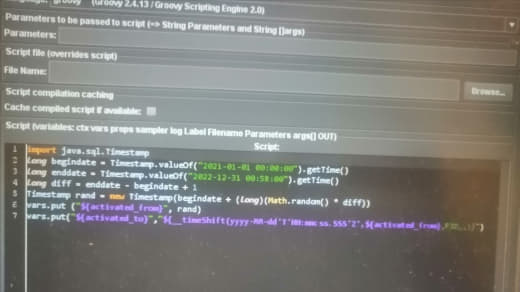 groovy (Groovy 2.4.13 / Groovy Scripting Engine 2.0)
Parameters to be passed to script (=> String Parameters and String []args)
Parameters:
Script file (overrides script)
File Name:
Browse...
Script compilation caching
Cache compiled script if available:
Script (variables: ctx vars props sampler log Label Filename Parameters args[] OUT)
Script:
1 import java.sql.Timestamp
2 Long begindate = Timestamp.valueOf("2021-01-01 00:00:00").getTime()
3 Long enddate = Timestamp.valueOf("2022-12-31 00:58:00").getTime()
4 Long diff = enddate - begindate + 1
5 Timestamp rand = new Timestamp(begindate + (Long)(Math.random() * diff))
6 vars.put ("${activated_from}", rand)
7 vars.put("${activated_to}","${__timeShift(yyyy-MM-dd'T'HH:mm:ss.SSS'Z',${activated_from},